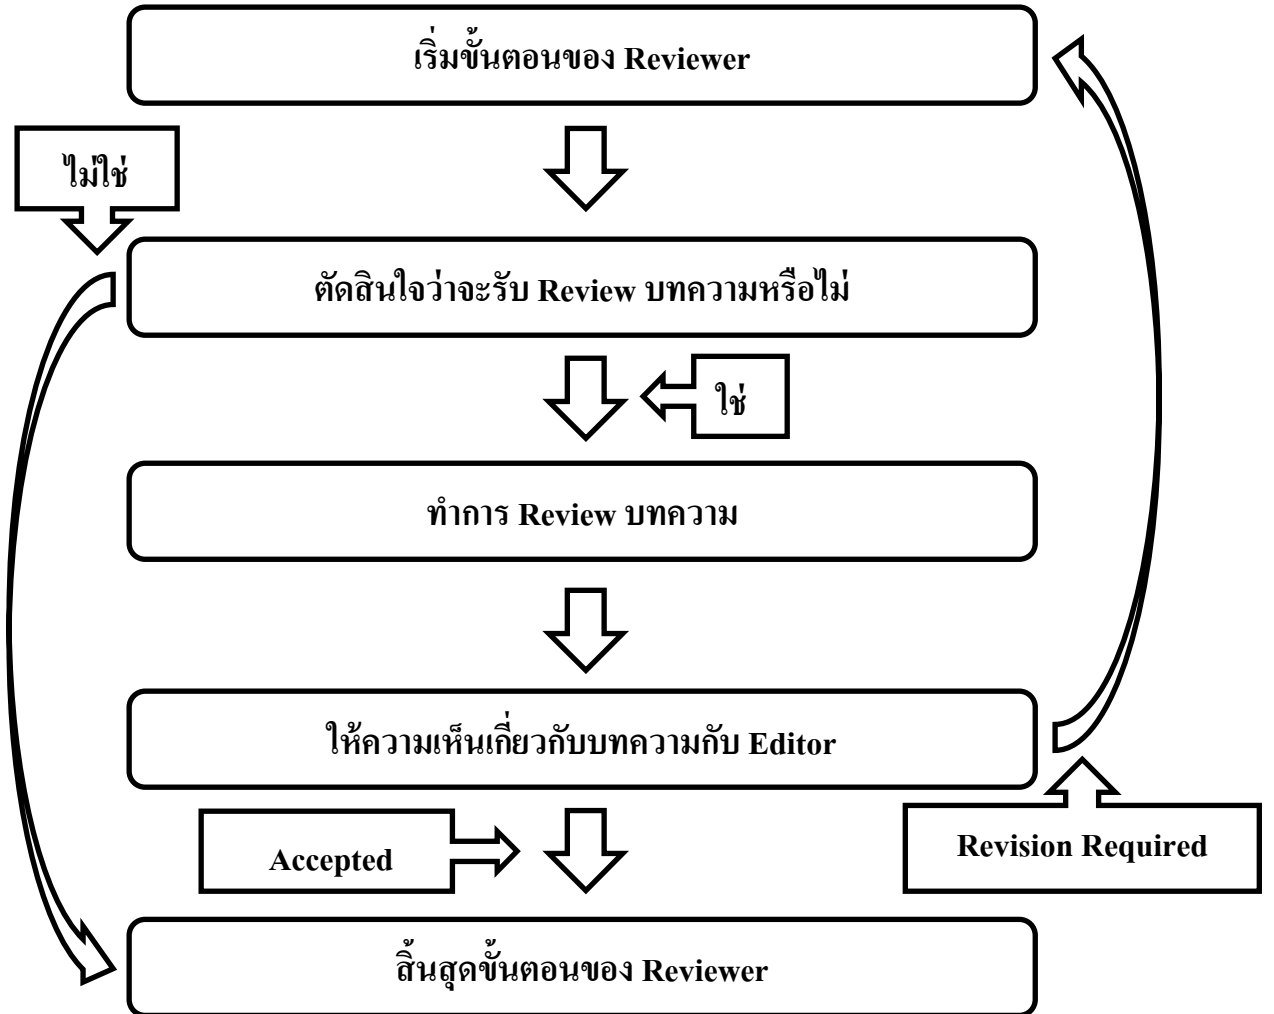 เริ่มขั้นตอนของ Reviewer
ไม่ใช่
ตัดสินใจว่าจะรับ Review บทความหรือไม่
ใช่
ทำการ Review บทความ
ให้ความเห็นเกี่ยวกับบทความกับ Editor
Accepted
Revision Required
สิ้นสุดขั้นตอนของ Reviewer